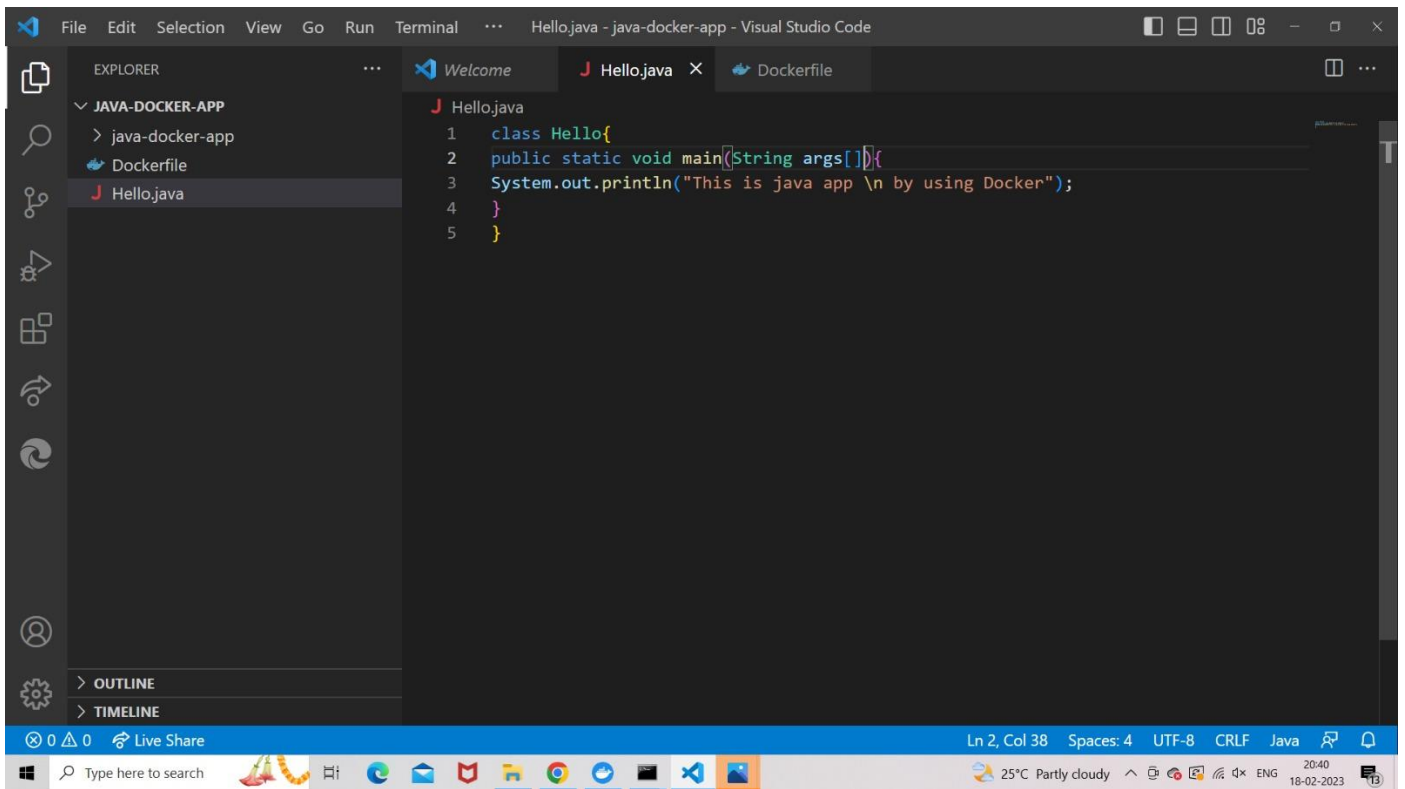 File Edit Selection View Go Run Terminal ··· Hello.java - java-docker-app - Visual Studio Code
EXPLORER ···
Welcome J Hello.java × Dockerfile ···
JAVA-DOCKER-APP
java-docker-app
Dockerfile
J Hello.java
J Hello.java
1 class Hello{
2 public static void main(String args[]){
3 System.out.println("This is java app \n by using Docker");
4 }
5 }
OUTLINE
TIMELINE
0 0 Live Share Ln 2, Col 38 Spaces: 4 UTF-8 CRLF Java
Type here to search 25°C Partly cloudy ENG 20:40
18-02-2023 13